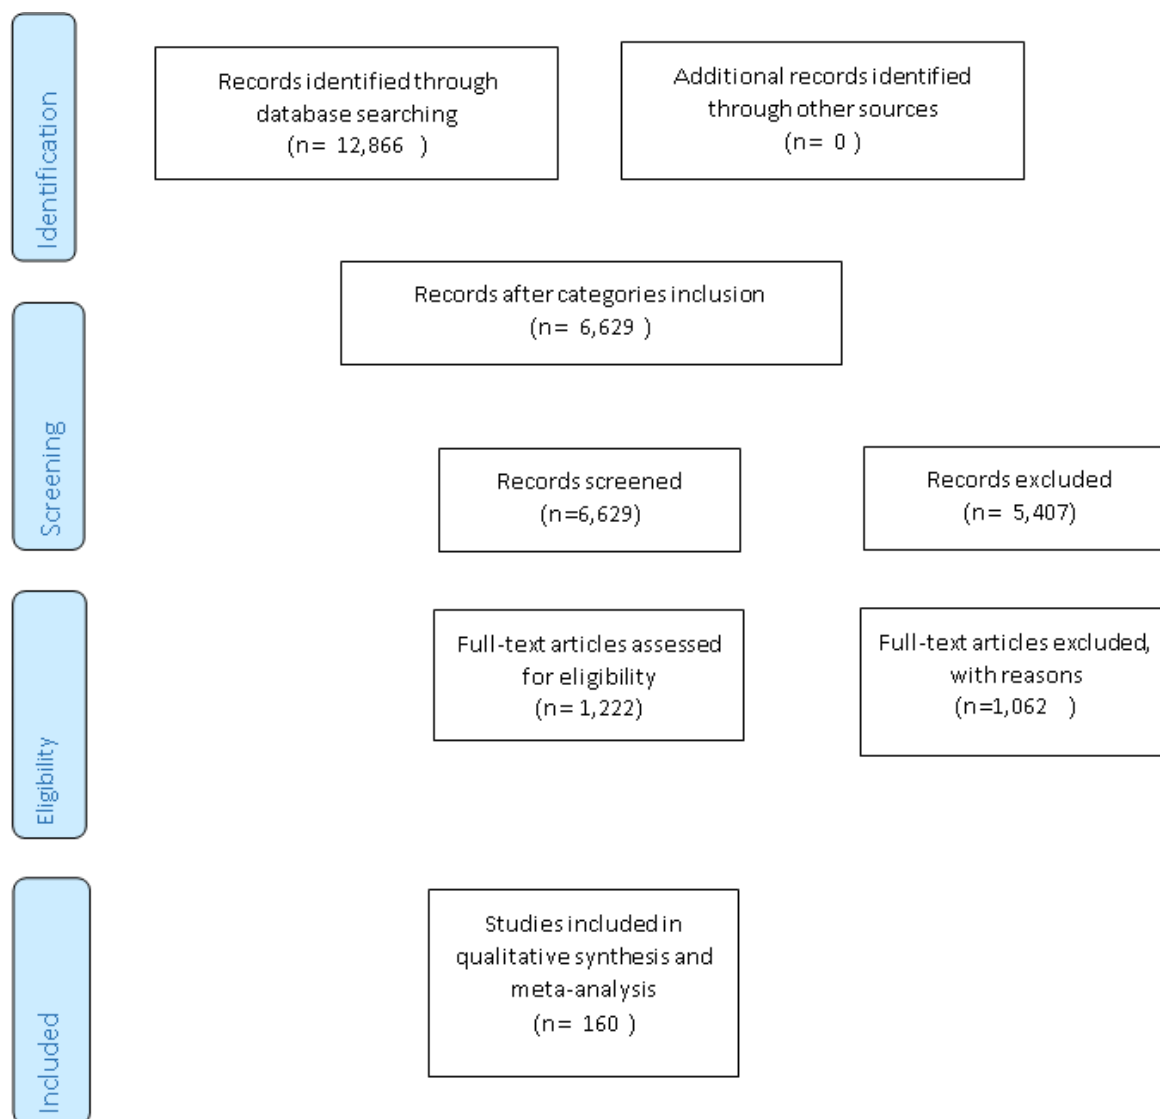 Identification
Records identified through
database searching
(n= 12,866 )
Additional records identified
through other sources
(n= 0 )
Records after categories inclusion
(n= 6,629 )
Screening
Records screened
(n=6,629)
Records excluded
(n= 5,407)
Eligibility
Full-text articles assessed
for eligibility
(n= 1,222)
Full-text articles excluded,
with reasons
(n=1,062 )
Included
Studies included in
qualitative synthesis and
meta-analysis
(n= 160 )